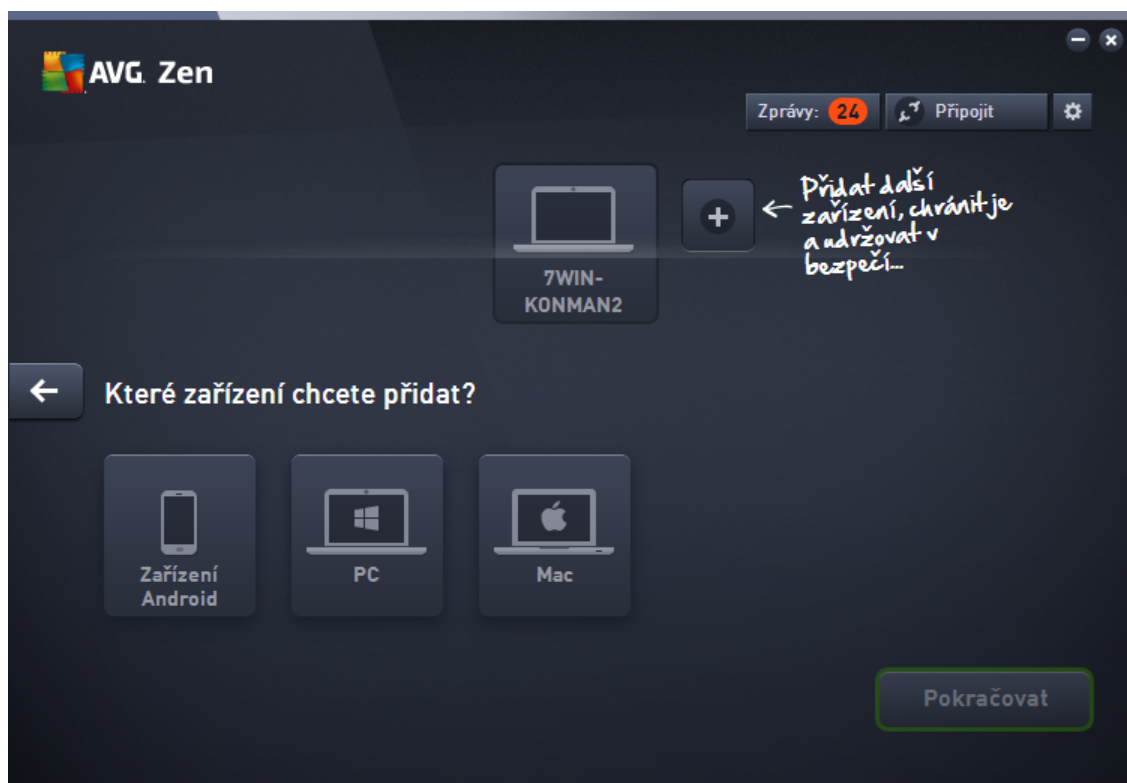 AVG. Zen
Zprávy: 24
Připojit
Přidat další
zařízení, chránit je
a udržovat v
bezpečí...
7WIN-
KONMAN2
Které zařízení chcete přidat?
Zařízení
Android
PC
Mac
Pokračovat